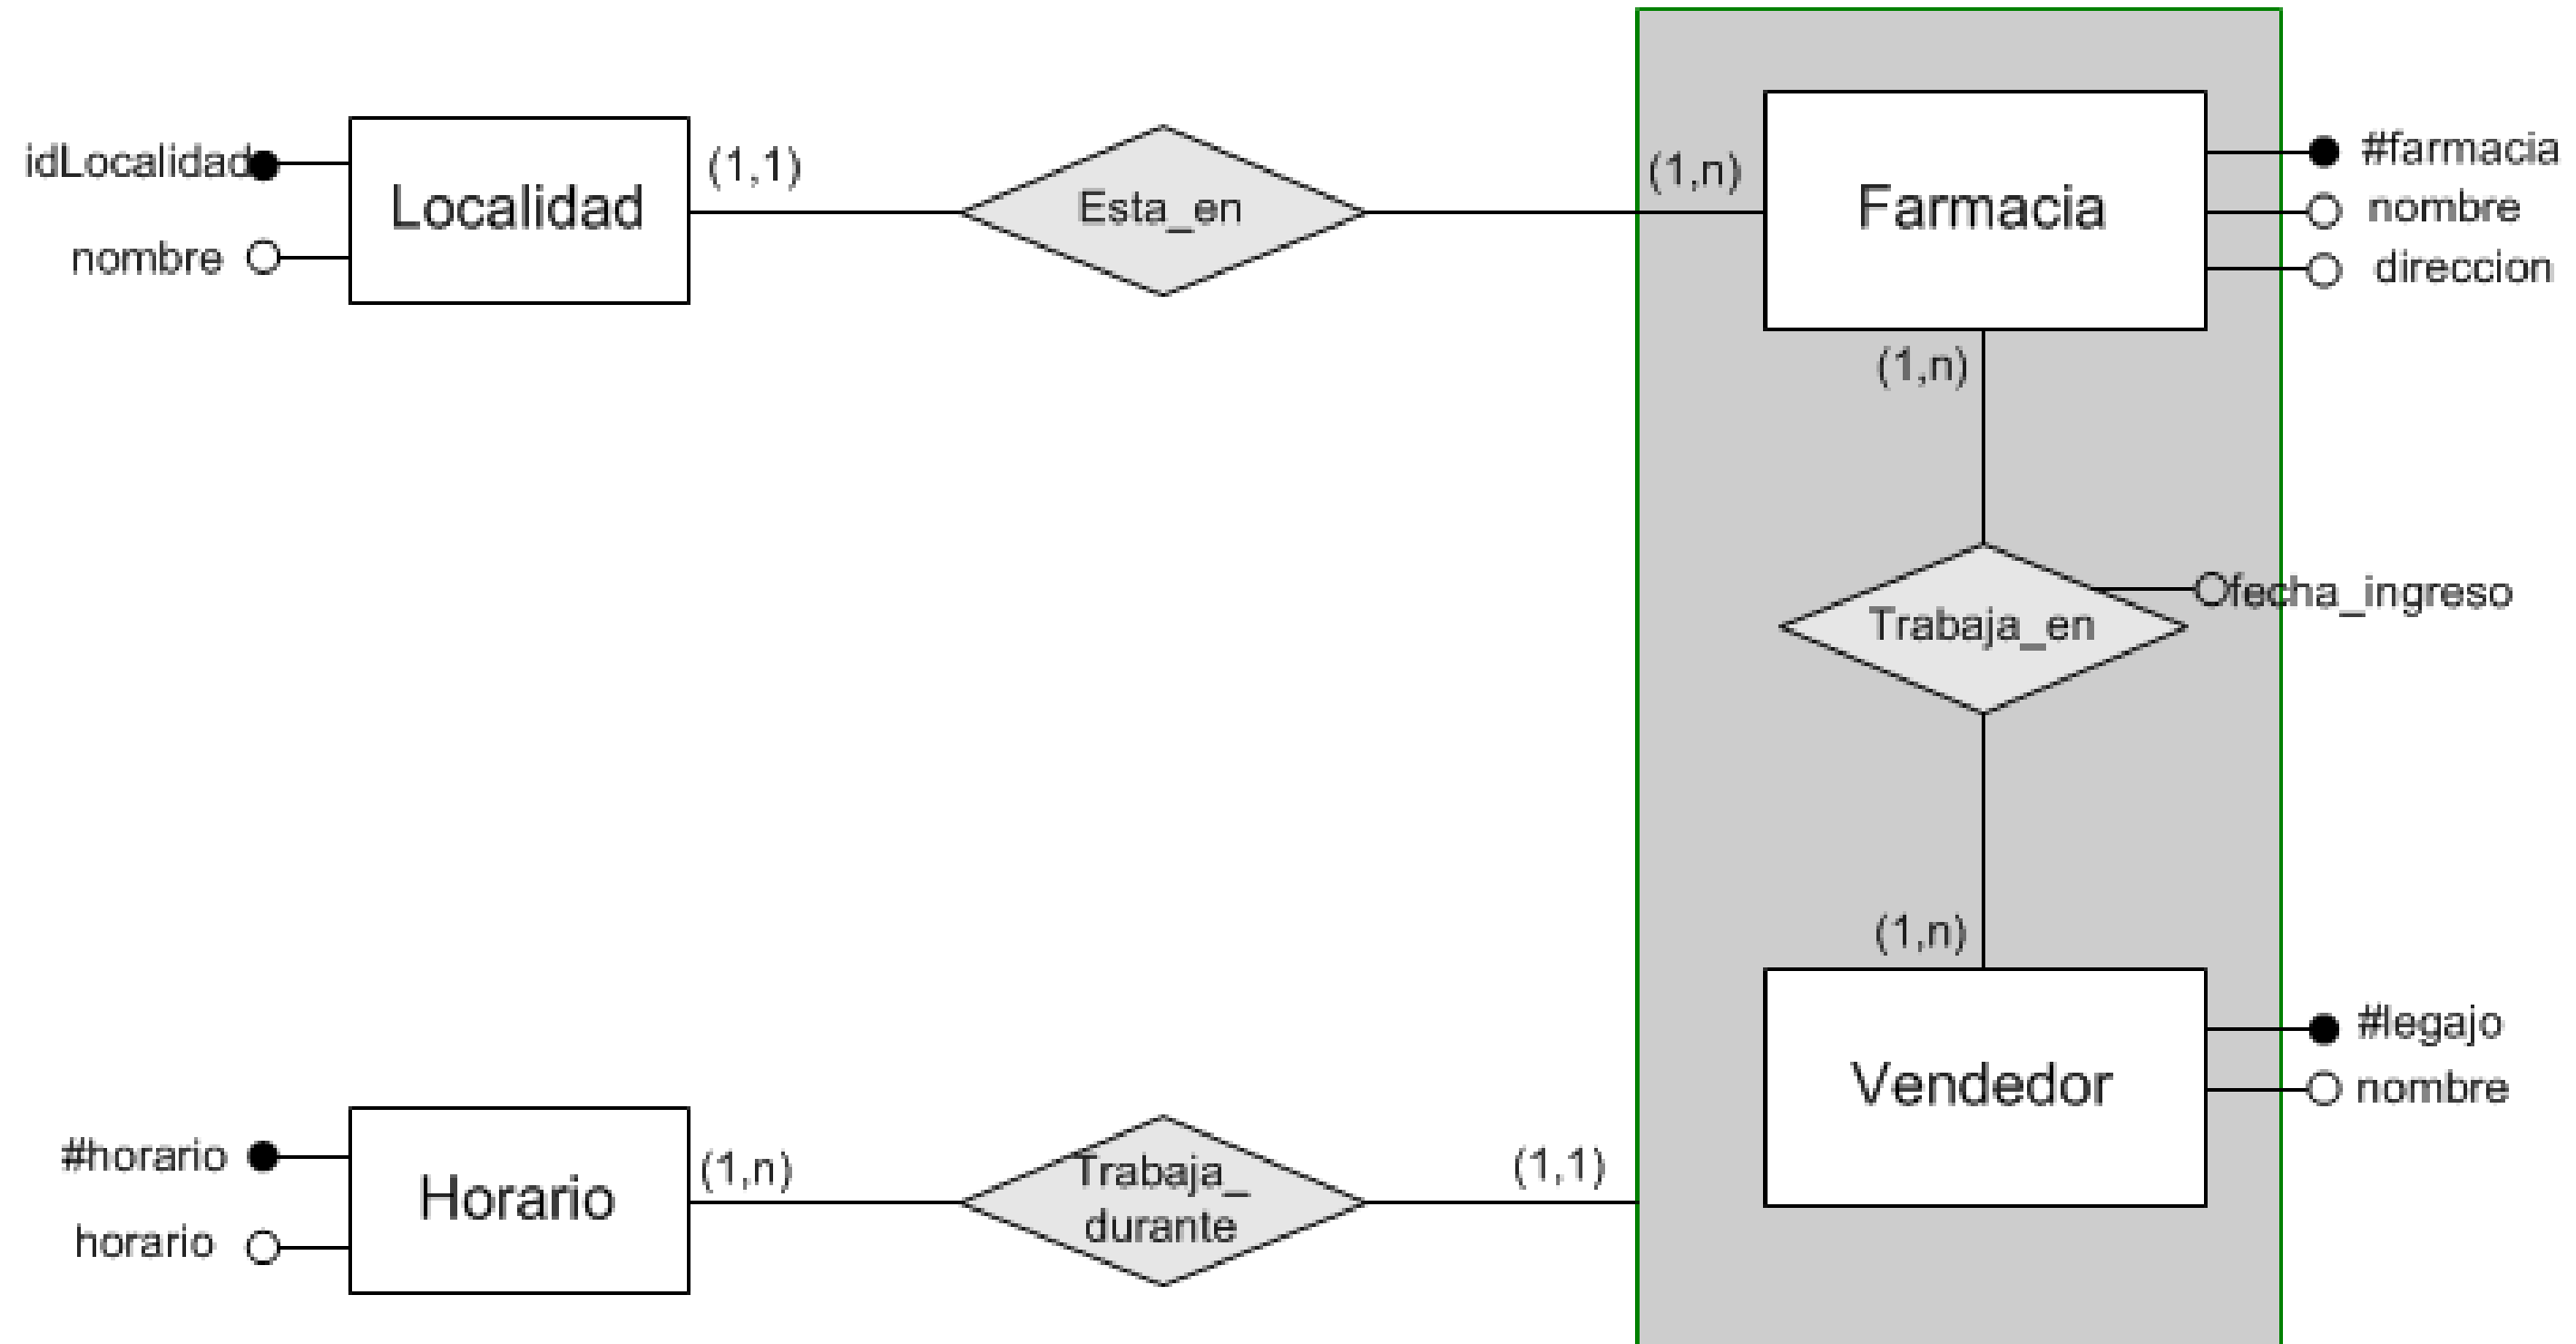 idLocalidad
nombre
Localidad
(1,1)
Esta_en
(1,n)
Farmacia
#farmacia
nombre
direccion
(1,n)
Trabaja_en
fecha_ingreso
(1,n)
Vendedor
#legajo
nombre
#horario
horario
Horario
(1,n)
Trabaja_
durante
(1,1)